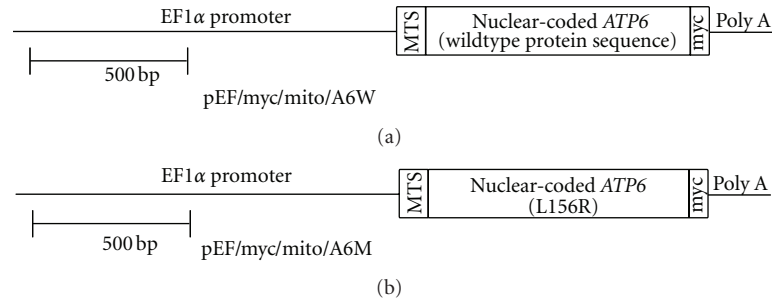 EF1α promoter
MTS
Nuclear-coded ATP6
(wildtype protein sequence)
myc
Poly A
500 bp
pEF/myc/mito/A6W
(a)
EF1α promoter
MTS
Nuclear-coded ATP6
(L156R)
myc
Poly A
500 bp
pEF/myc/mito/A6M
(b)